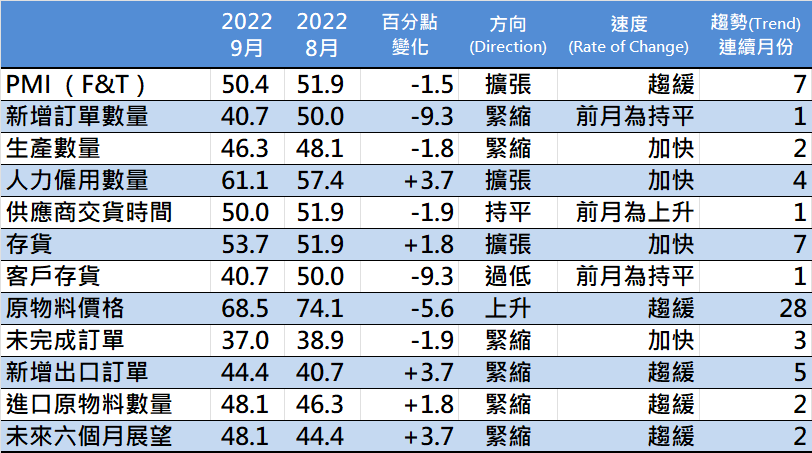 2022 9月 2022 8月 百分點變化 方向(Direction) 速度(Rate of Change) 趨勢(Trend)連續月份
PMI（F&T） 50.4 51.9 -1.5 擴張 趨緩 7
新增訂單數量 40.7 50.0 -9.3 緊縮 前月為持平 1
生產數量 46.3 48.1 -1.8 緊縮 加快 2
人力僱用數量 61.1 57.4 +3.7 擴張 加快 4
供應商交貨時間 50.0 51.9 -1.9 持平 前月為上升 1
存貨 53.7 51.9 +1.8 擴張 加快 7
客戶存貨 40.7 50.0 -9.3 過低 前月為持平 1
原物料價格 68.5 74.1 -5.6 上升 趨緩 28
未完成訂單 37.0 38.9 -1.9 緊縮 加快 3
新增出口訂單 44.4 40.7 +3.7 緊縮 趨緩 5
進口原物料數量 48.1 46.3 +1.8 緊縮 趨緩 2
未來六個月展望 48.1 44.4 +3.7 緊縮 趨緩 2